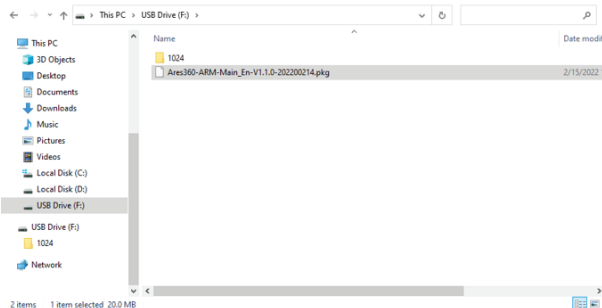 This PC > USB Drive (F:) >
Name
Date modif
This PC
3D Objects
Desktop
Documents
Downloads
Music
Pictures
Videos
Local Disk (C:)
Local Disk (D:)
USB Drive (F:)
USB Drive (F:)
1024
Network
1024
Ares360-ARM-Main_En-V1.1.0-202200214.pkg
2/15/2022
2 items 1 item selected 20.0 MB